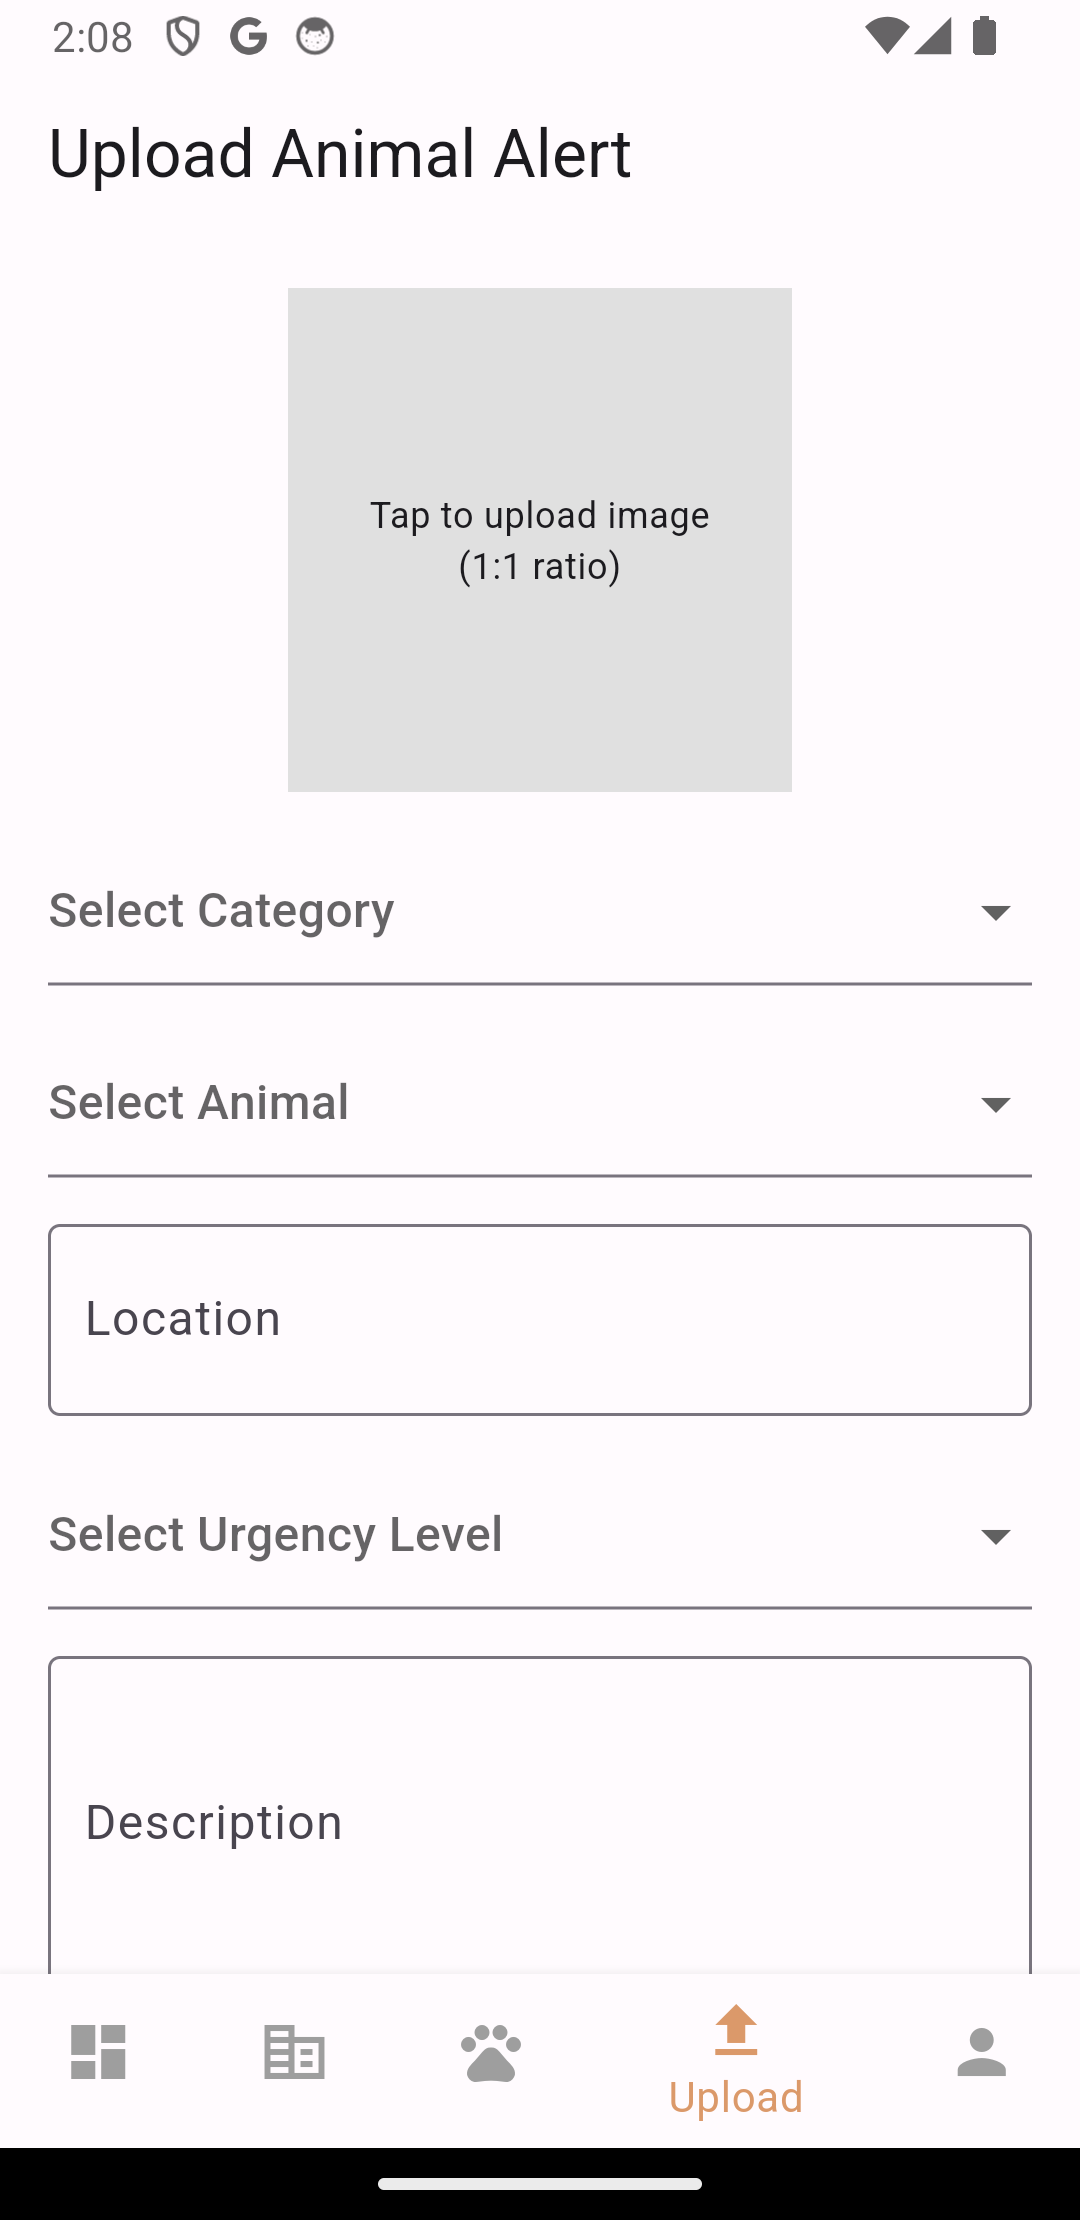 2:08
Upload Animal Alert
Tap to upload image
(1:1 ratio)
Select Category
Select Animal
Location
Select Urgency Level
Description
Upload